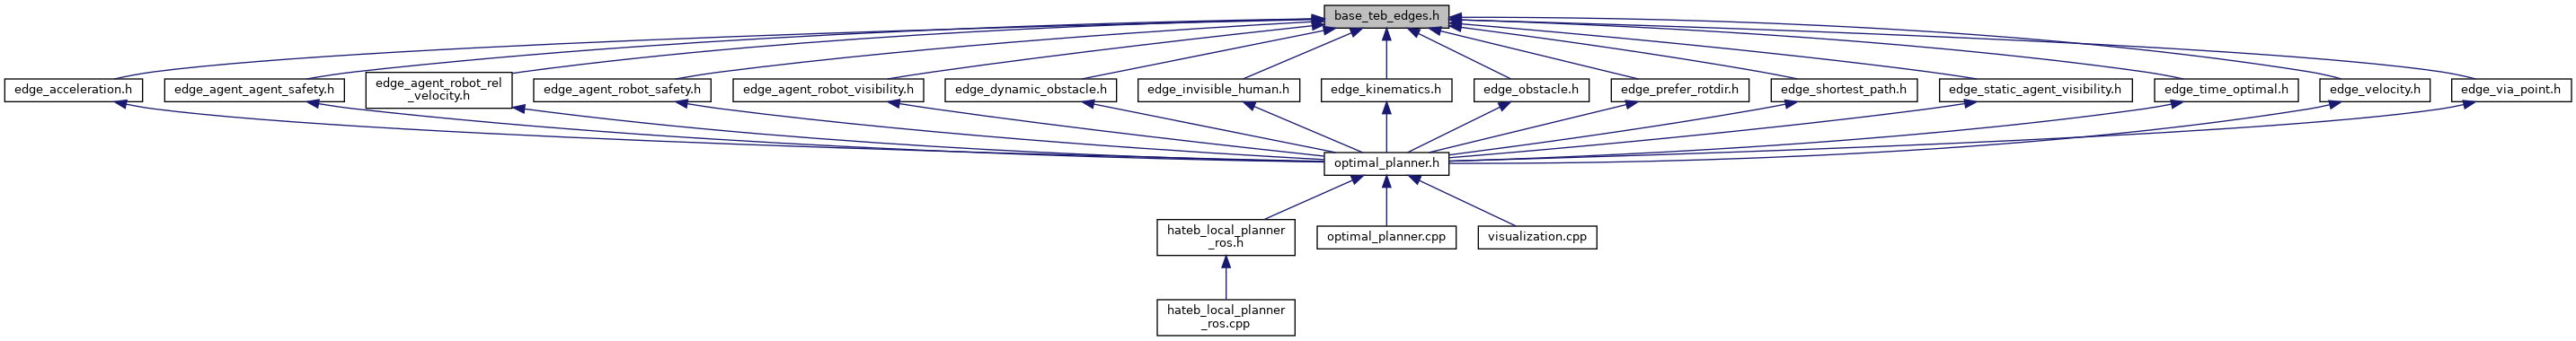 base_teb_edges.h
edge_acceleration.h
edge_agent_agent_safety.h
edge_agent_robot_rel
_velocity.h
edge_agent_robot_safety.h
edge_agent_robot_visibility.h
edge_dynamic_obstacle.h
edge_invisible_human.h
edge_kinematics.h
edge_obstacle.h
edge_prefer_rotdir.h
edge_shortest_path.h
edge_static_agent_visibility.h
edge_time_optimal.h
edge_velocity.h
edge_via_point.h
optimal_planner.h
hateb_local_planner
_ros.h
optimal_planner.cpp
visualization.cpp
hateb_local_planner
_ros.cpp